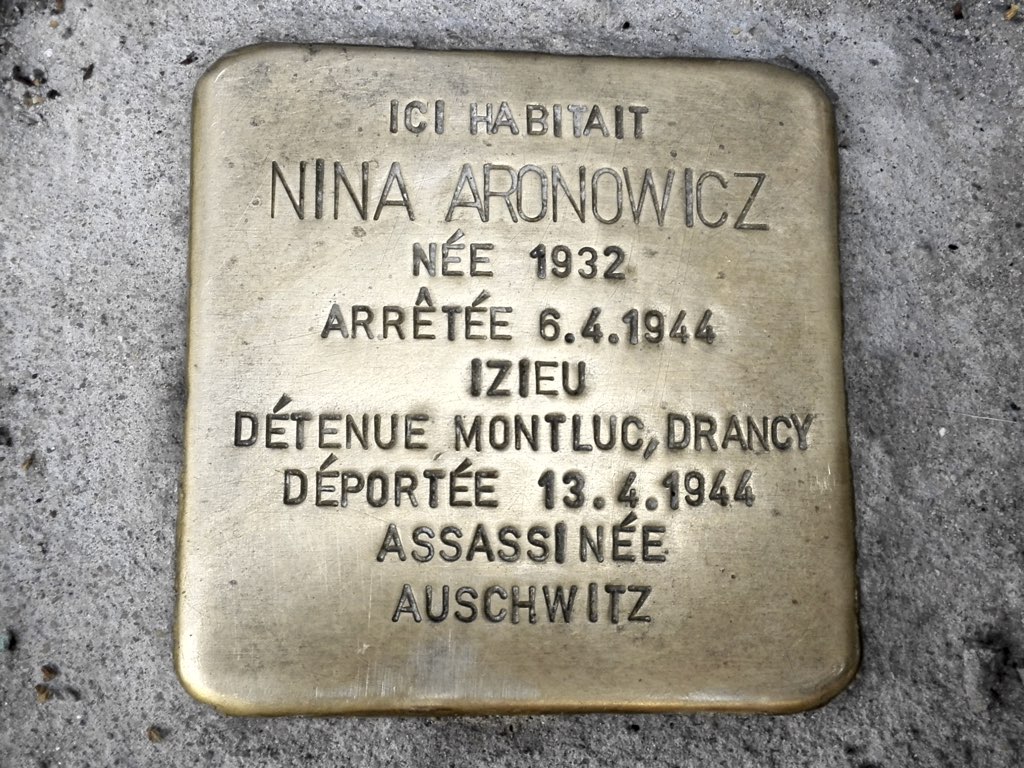 ICI HABITAIT
NINA ARONOWICZ
NÉE 1932
ARRÊTÉE 6.4.1944
IZIEU
DÉTENUE MONTLUC, DRANCY
DÉPORTÉE 13.4.1944
ASSASSINÉE
AUSCHWITZ